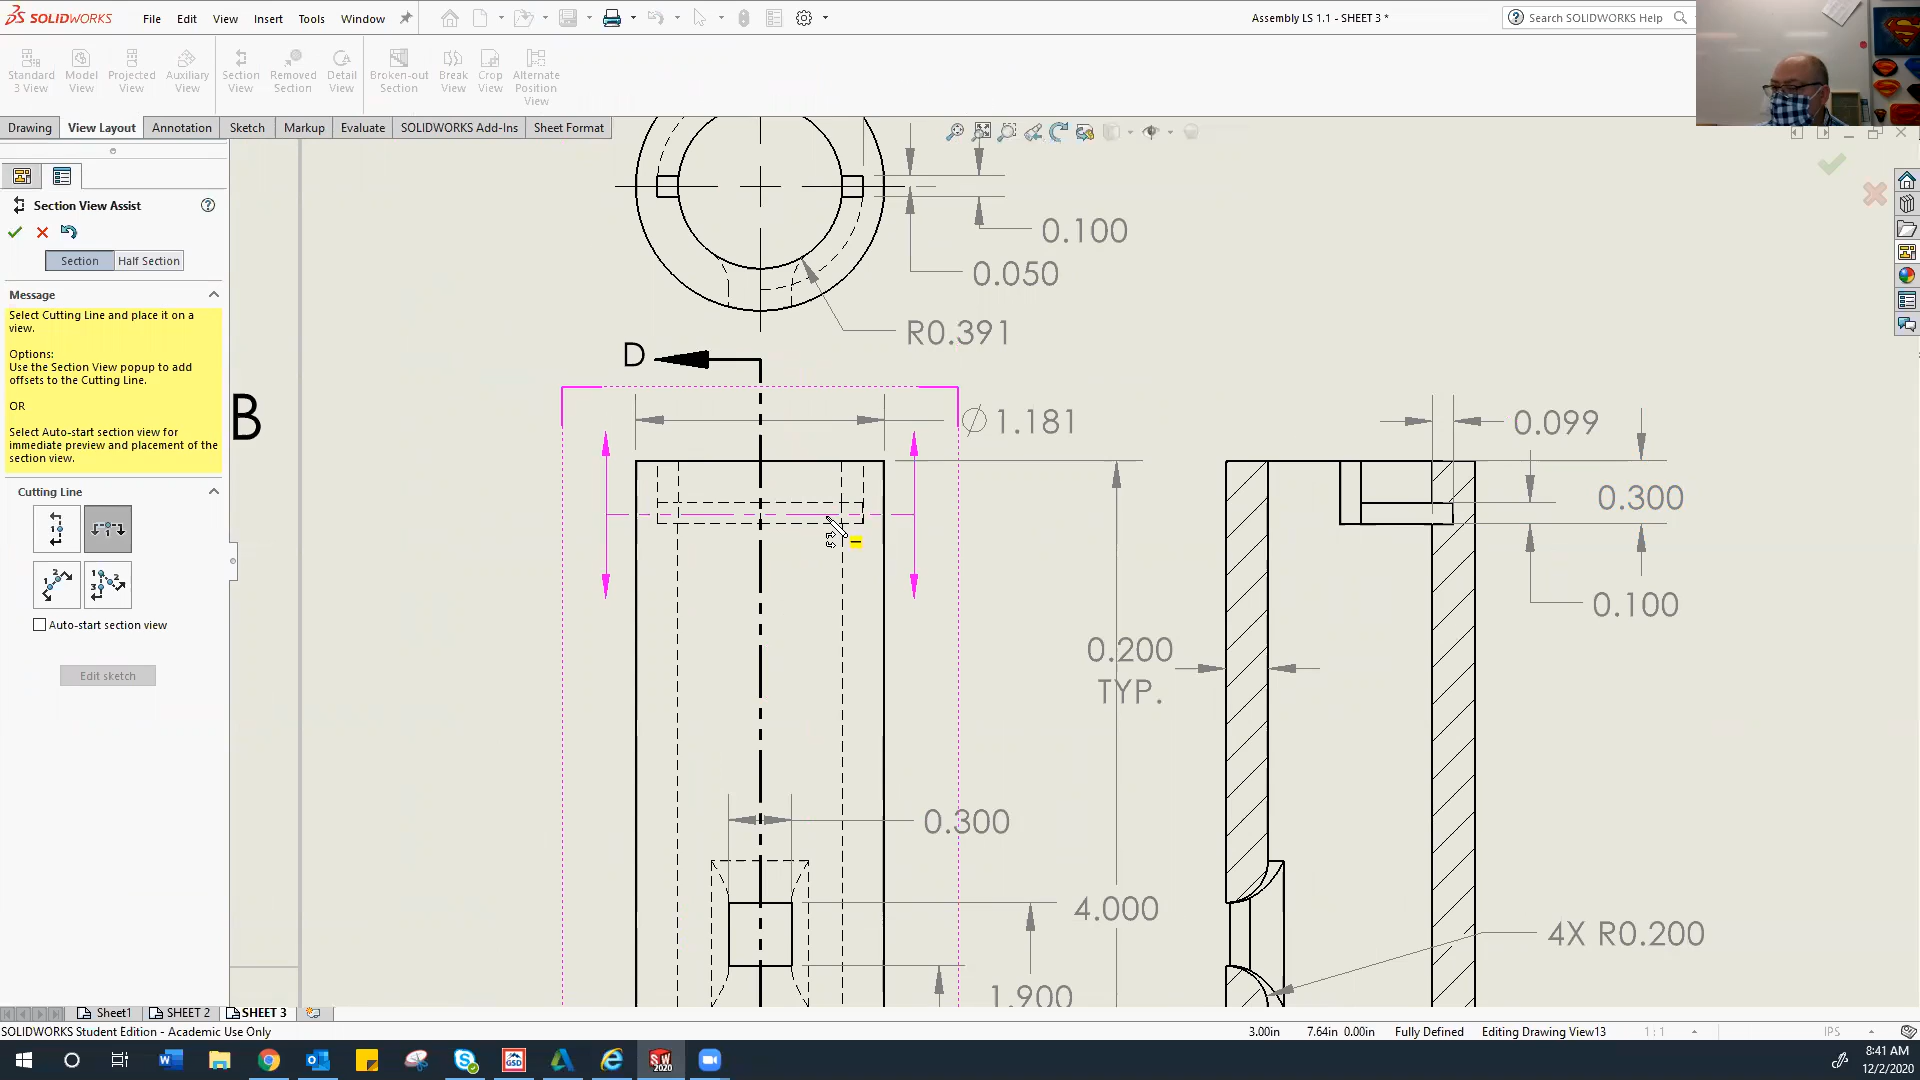 SOLIDWORKS
File
Edit
View
Insert
Tools
Window
Assembly LS 1.1 - SHEET 3 *
Search SOLIDWORKS Help
Standard
3 View
Model
View
Projected
View
Auxiliary
View
Section
View
Removed
Section
Detail
View
Broken-out
Section
Break
View
Crop
View
Alternate
Position
View
Drawing
View Layout
Annotation
Sketch
Markup
Evaluate
SOLIDWORKS Add-Ins
Sheet Format
Section View Assist
Section
Half Section
Message
Select Cutting Line and place it on a
view.
Options:
Use the Section View popup to add
offsets to the Cutting Line.
OR
Select Auto-start section view for
immediate preview and placement of the
section view.
Cutting Line
Auto-start section view
Edit sketch
B
0.100
0.050
R0.391
D
Ø 1.181
0.099
0.300
0.100
0.200
TYP.
0.300
4.000
4X R0.200
1.900
Sheet1
SHEET 2
SHEET 3
SOLIDWORKS Student Edition - Academic Use Only
3.00in
7.64in
0.00in
Fully Defined
Editing Drawing View13
1 : 1
IPS
8:41 AM
12/2/2020